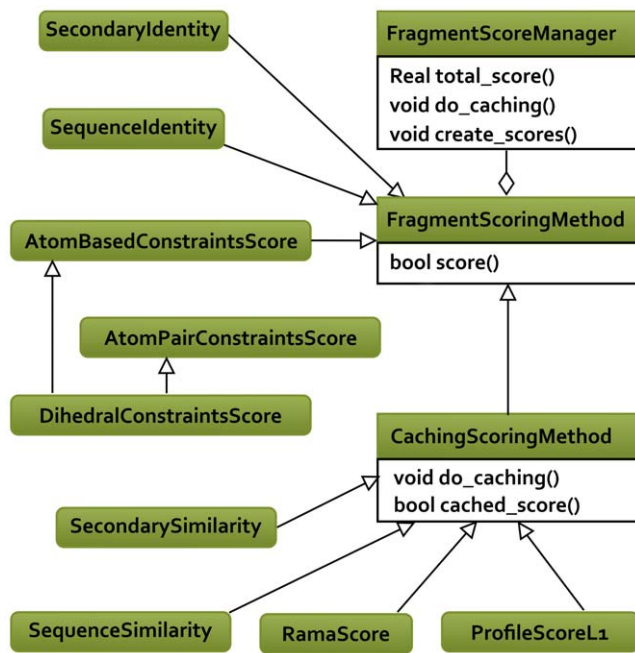 SecondaryIdentity
FragmentScoreManager
Real total_score()
void do_caching()
void create_scores()
SequenceIdentity
FragmentScoringMethod
bool score()
AtomBasedConstraintsScore
AtomPairConstraintsScore
DihedralConstraintsScore
CachingScoringMethod
void do_caching()
bool cached_score()
SecondarySimilarity
SequenceSimilarity
RamaScore
ProfileScoreL1